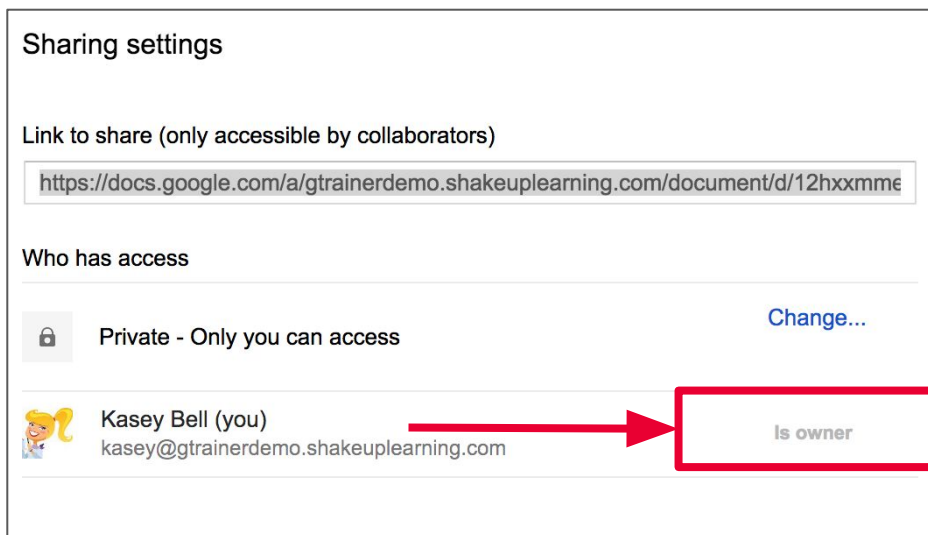 Sharing settings
Link to share (only accessible by collaborators)
https://docs.google.com/a/gtrainerdemo.shakeuplearning.com/document/d/12hxxmme
Who has access
Private - Only you can access
Change...
Kasey Bell (you)
kasey@gtrainerdemo.shakeuplearning.com
Is owner